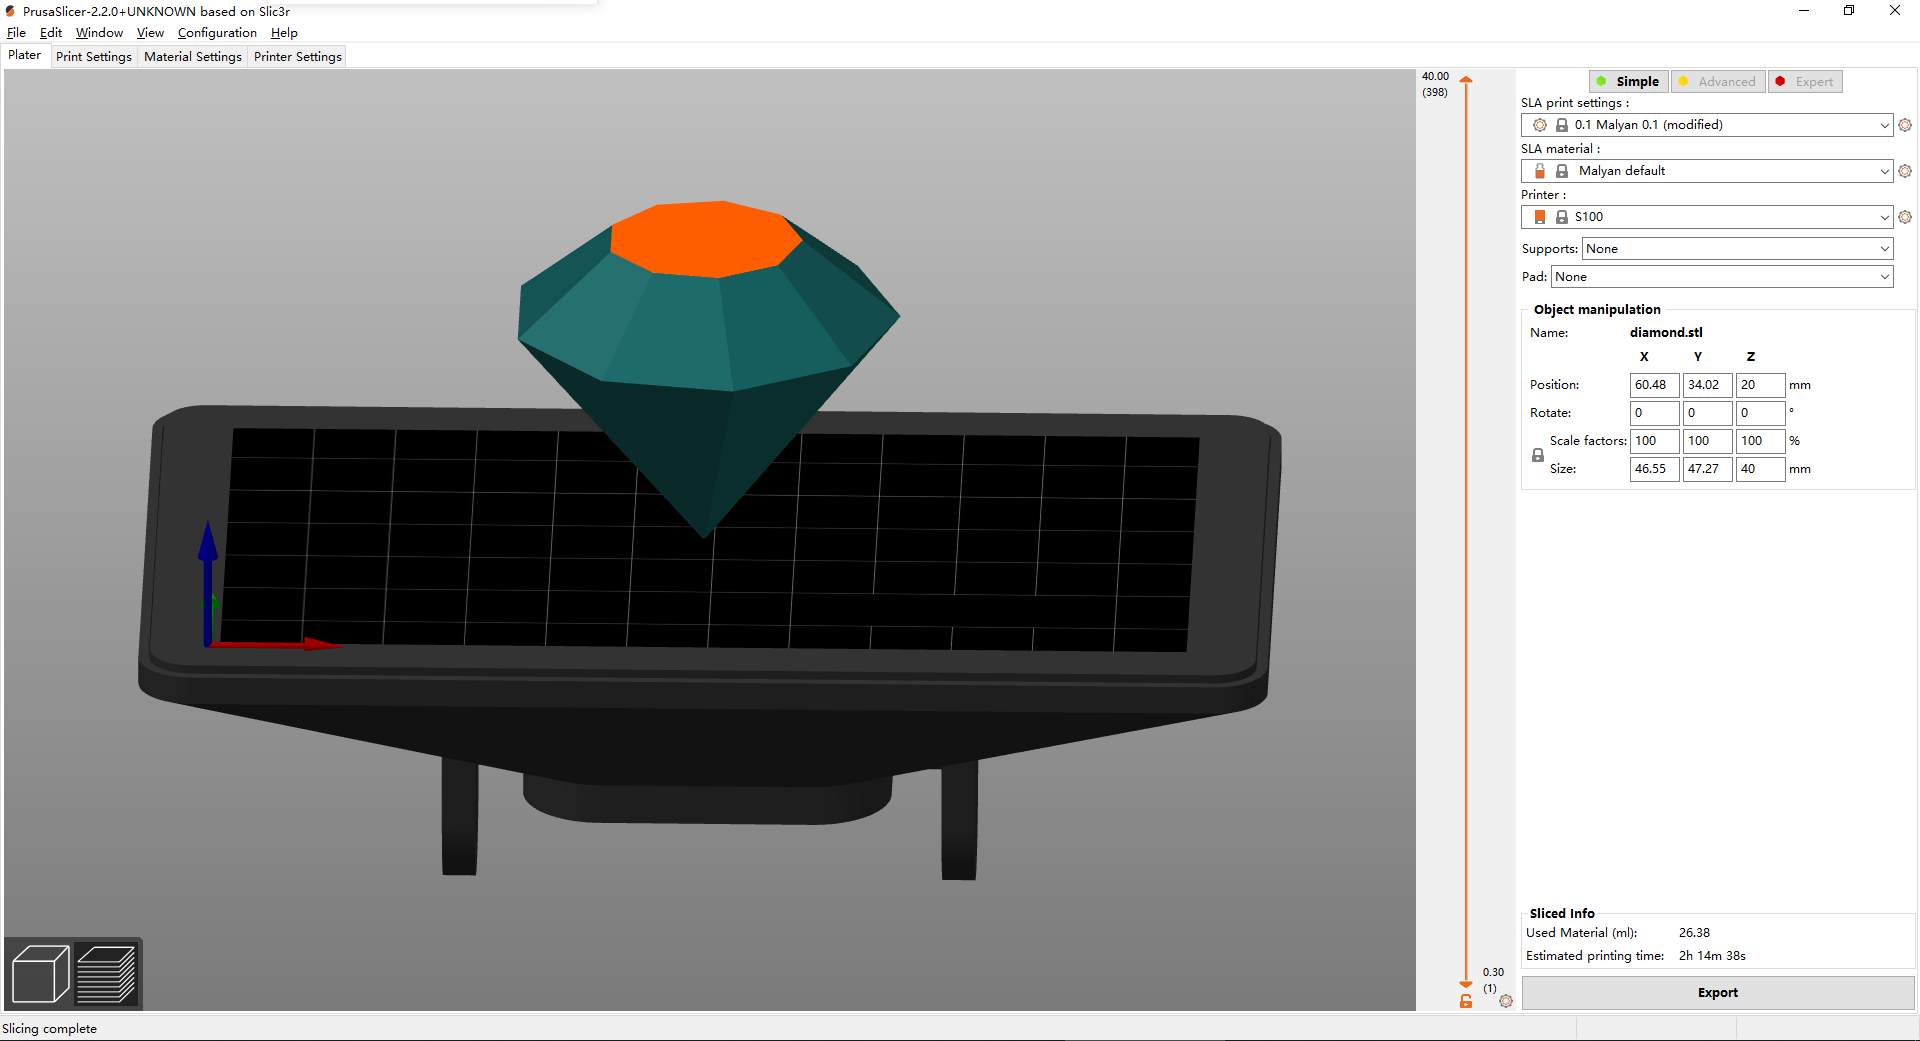 PrusaSlicer-2.2.0+UNKNOWN based on Slic3r
File Edit Window View Configuration Help
Plater Print Settings Material Settings Printer Settings
40.00
(398)
Simple Advanced Expert
SLA print settings :
0.1 Malyan 0.1 (modified)
SLA material :
Malyan default
Printer :
S100
Supports: None
Pad: None
Object manipulation
Name: diamond.stl
X Y Z
Position: 60.48 34.02 20 mm
Rotate: 0 0 0 °
Scale factors: 100 100 100 %
Size: 46.55 47.27 40 mm
Sliced Info
Used Material (ml): 26.38
Estimated printing time: 2h 14m 38s
0.30
(1)
Export
Slicing complete